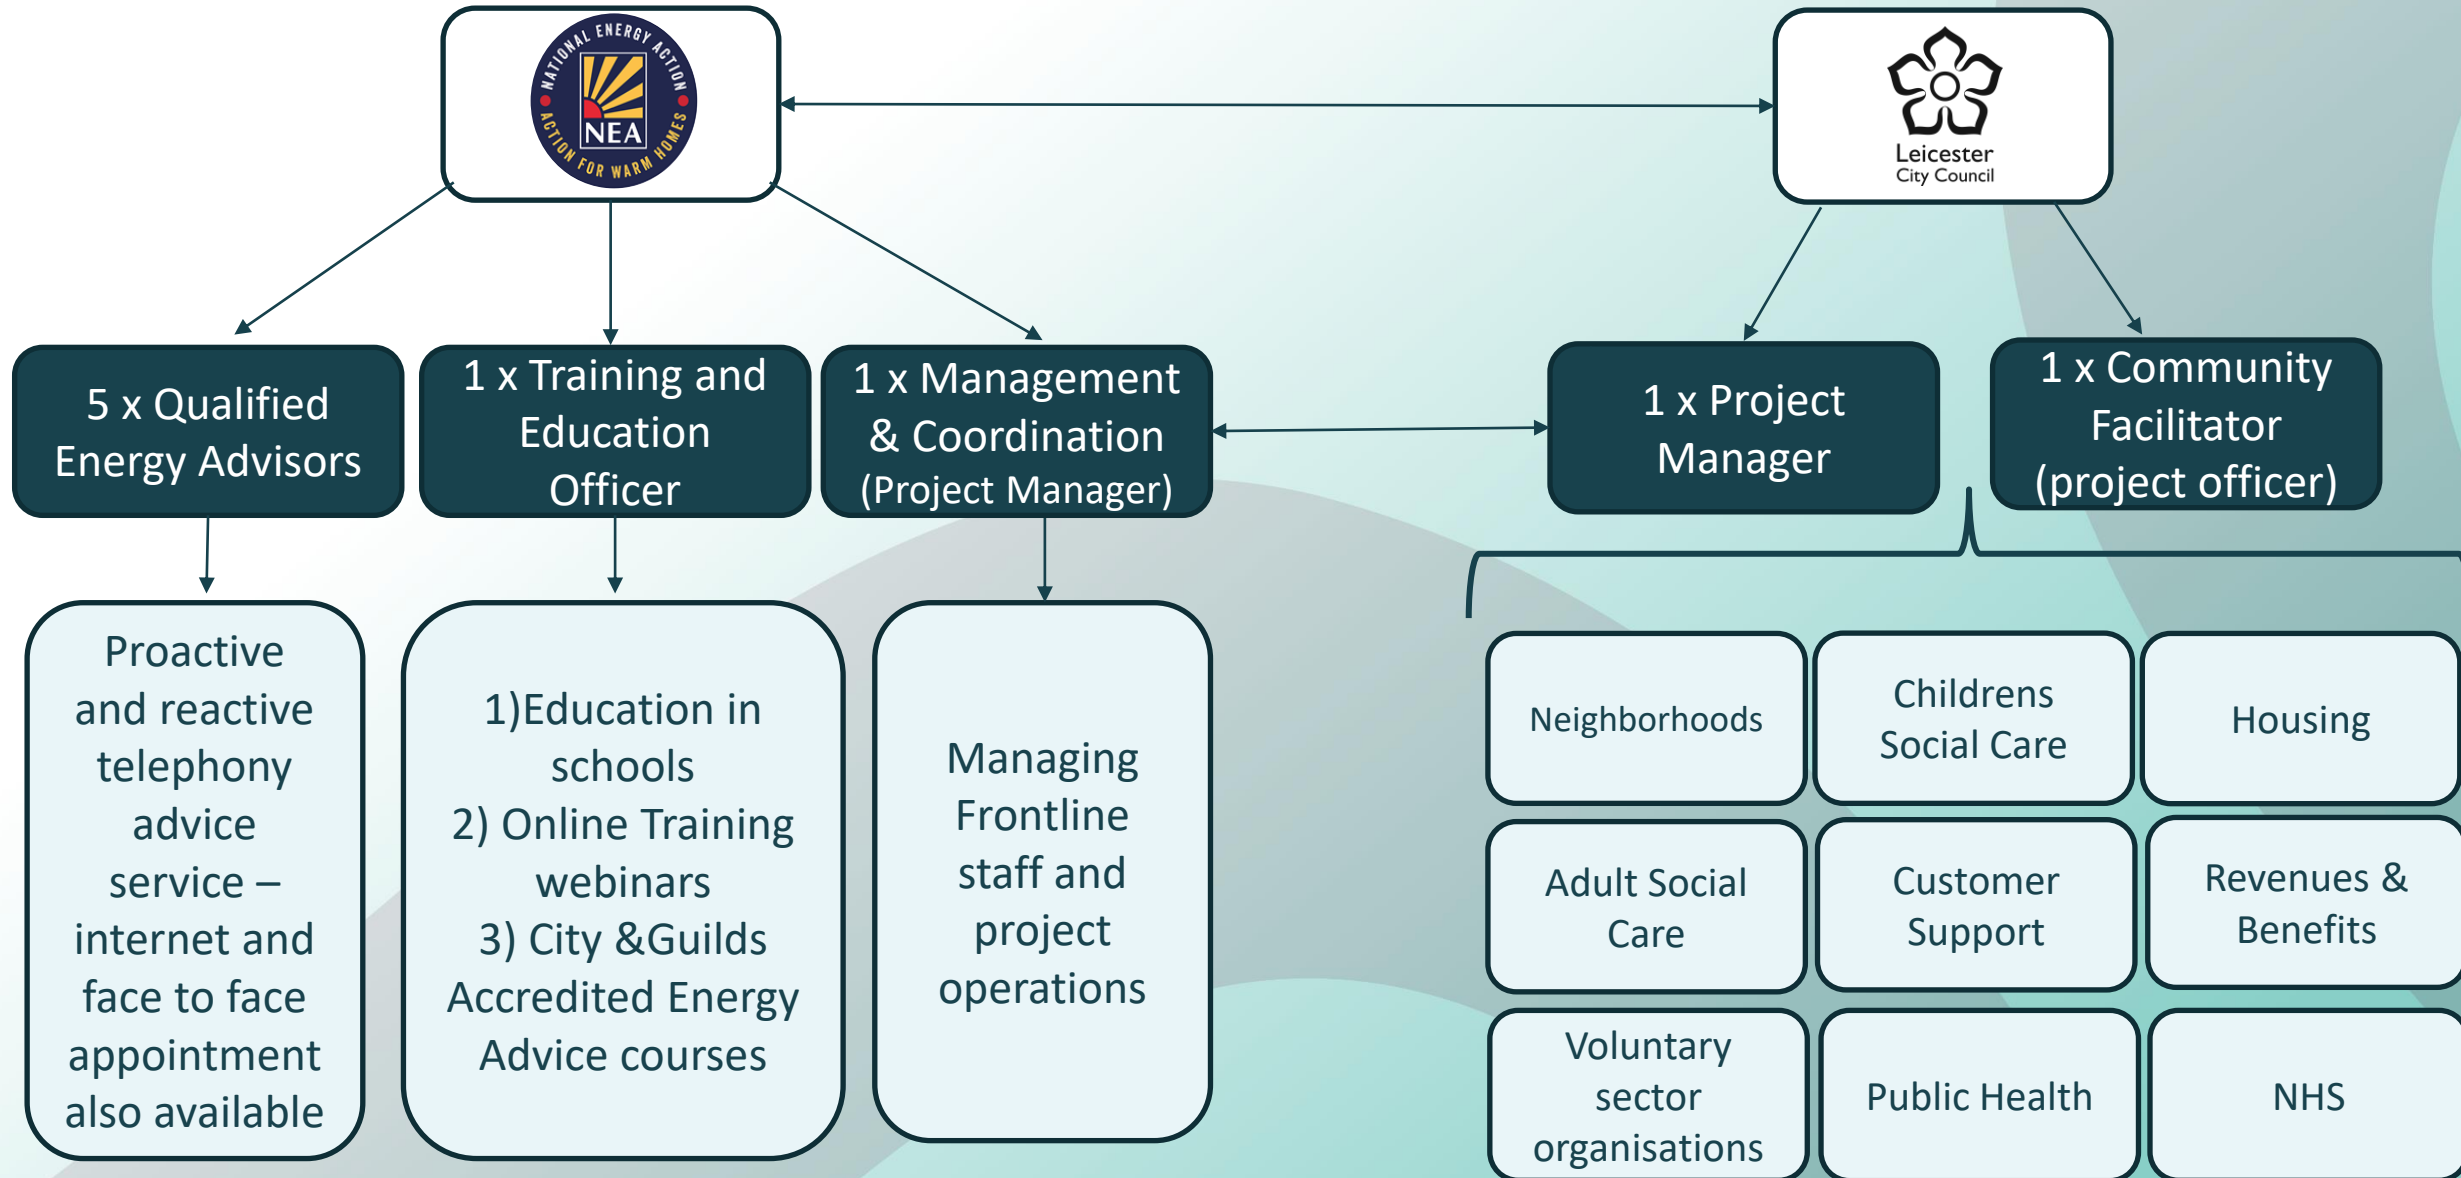 NATIONAL ENERGY ACTION
NEA
ACTION FOR WARM HOMES
Leicester
City Council
5 x Qualified
Energy Advisors
1 x Training and
Education
Officer
1 x Management
& Coordination
(Project Manager)
1 x Project
Manager
1 x Community
Facilitator
(project officer)
Proactive
and reactive
telephony
advice
service –
internet and
face to face
appointment
also available
1)Education in
schools
2) Online Training
webinars
3) City &Guilds
Accredited Energy
Advice courses
Managing
Frontline
staff and
project
operations
Neighborhoods
Childrens
Social Care
Housing
Adult Social
Care
Customer
Support
Revenues &
Benefits
Voluntary
sector
organisations
Public Health
NHS